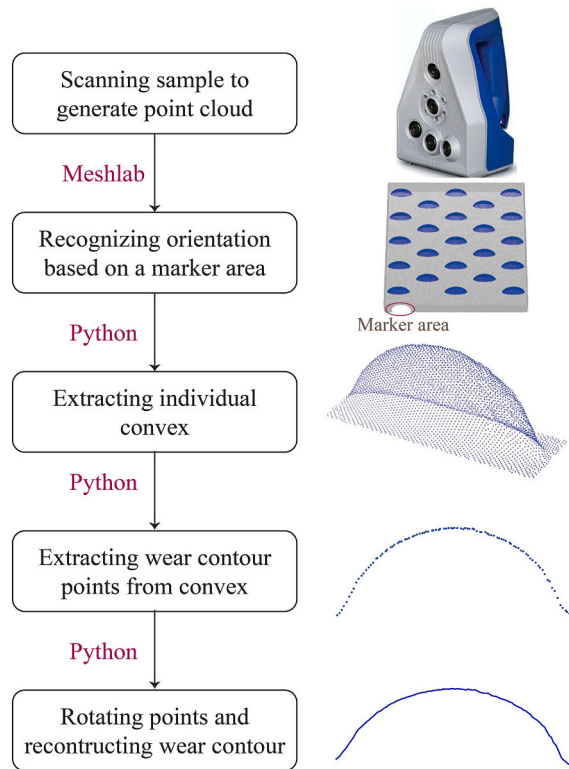 Scanning sample to
generate point cloud
Meshlab
Recognizing orientation
based on a marker area
Marker area
Python
Extracting individual
convex
Python
Extracting wear contour
points from convex
Python
Rotating points and
recontructing wear contour